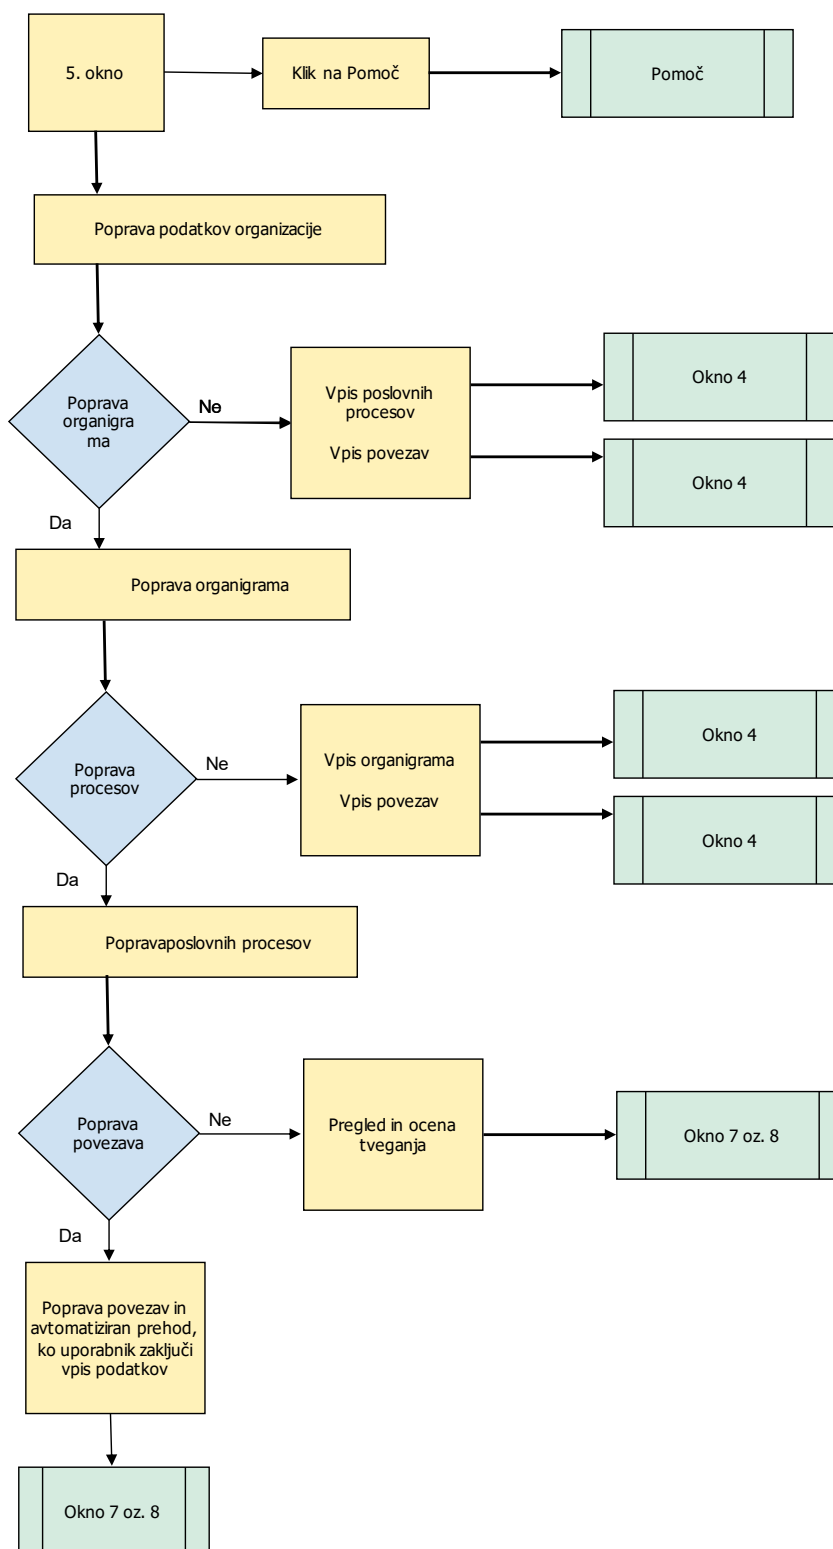 5. okno
Klik na Pomoč
Pomoč
Poprava podatkov organizacije
Poprava
organigra
ma
Ne
Vpis poslovnih
procesov
Vpis povezav
Okno 4
Okno 4
Da
Poprava organigrama
Poprava
procesov
Ne
Vpis organigrama
Vpis povezav
Okno 4
Okno 4
Da
Popravaposlovnih procesov
Poprava
povezava
Ne
Pregled in ocena
tveganja
Okno 7 oz. 8
Da
Poprava povezav in
avtomatiziran prehod,
ko uporabnik zaključi
vpis podatkov
Okno 7 oz. 8